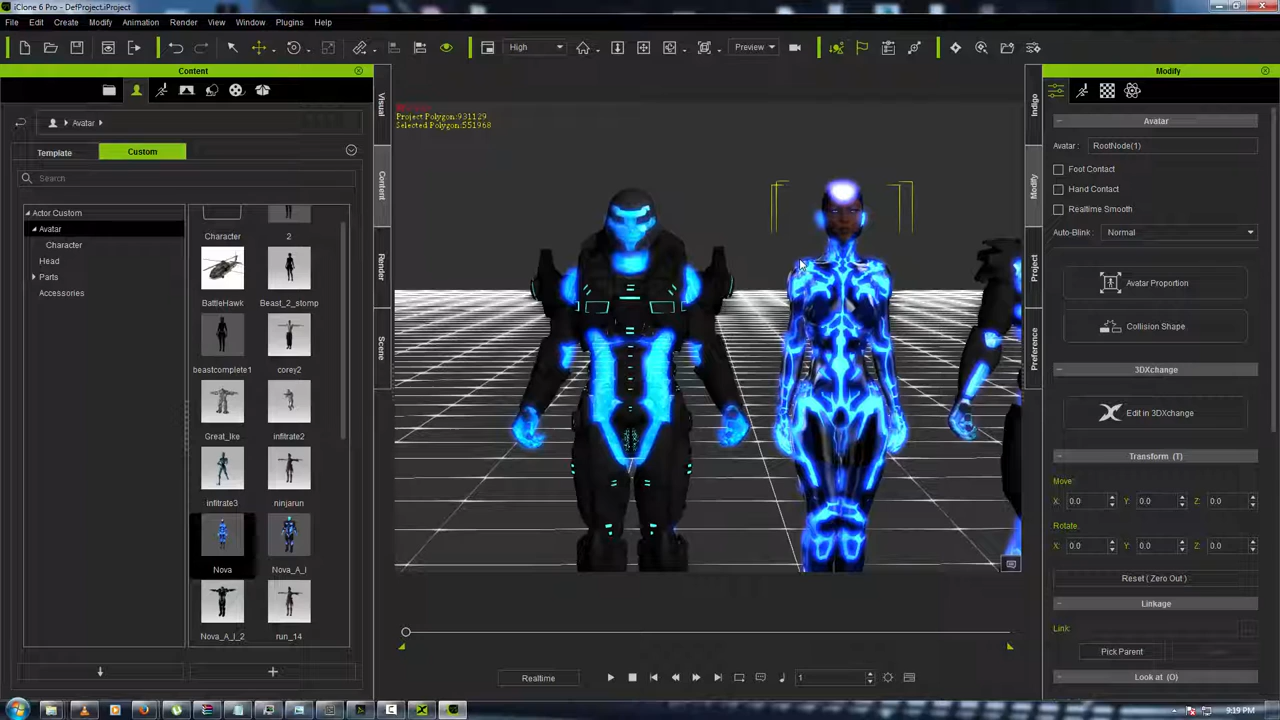 iClone 6 Pro - DefProject.iProject
File Edit Create Modify Animation Render View Window Plugins Help
High
Preview
Content
Avatar
Template
Custom
Search
Actor Custom
Avatar
Character
Head
Parts
Accessories
Character 2
BattleHawk Beast_2_stomp
beastcomplete1 corey2
Great_Ike infiltrate2
infitrate3 ninjarun
Nova Nova_A_I
Nova_A_I_2 run_14
Visual
Content
Render
Scene
Project Polygon:931129
Selected Polygon:551968
Realtime
1
Indigo
Modify
Project
Preference
Modify
Avatar
Avatar : RootNode(1)
Foot Contact
Hand Contact
Realtime Smooth
Auto-Blink : Normal
Avatar Proportion
Collision Shape
3DXchange
Edit in 3DXchange
Transform (T)
Move:
X: 0.0 Y: 0.0 Z: 0.0
Rotate:
X: 0.0 Y: 0.0 Z: 0.0
Reset ( Zero Out )
Linkage
Link:
Pick Parent
Look at (O)
9:19 PM